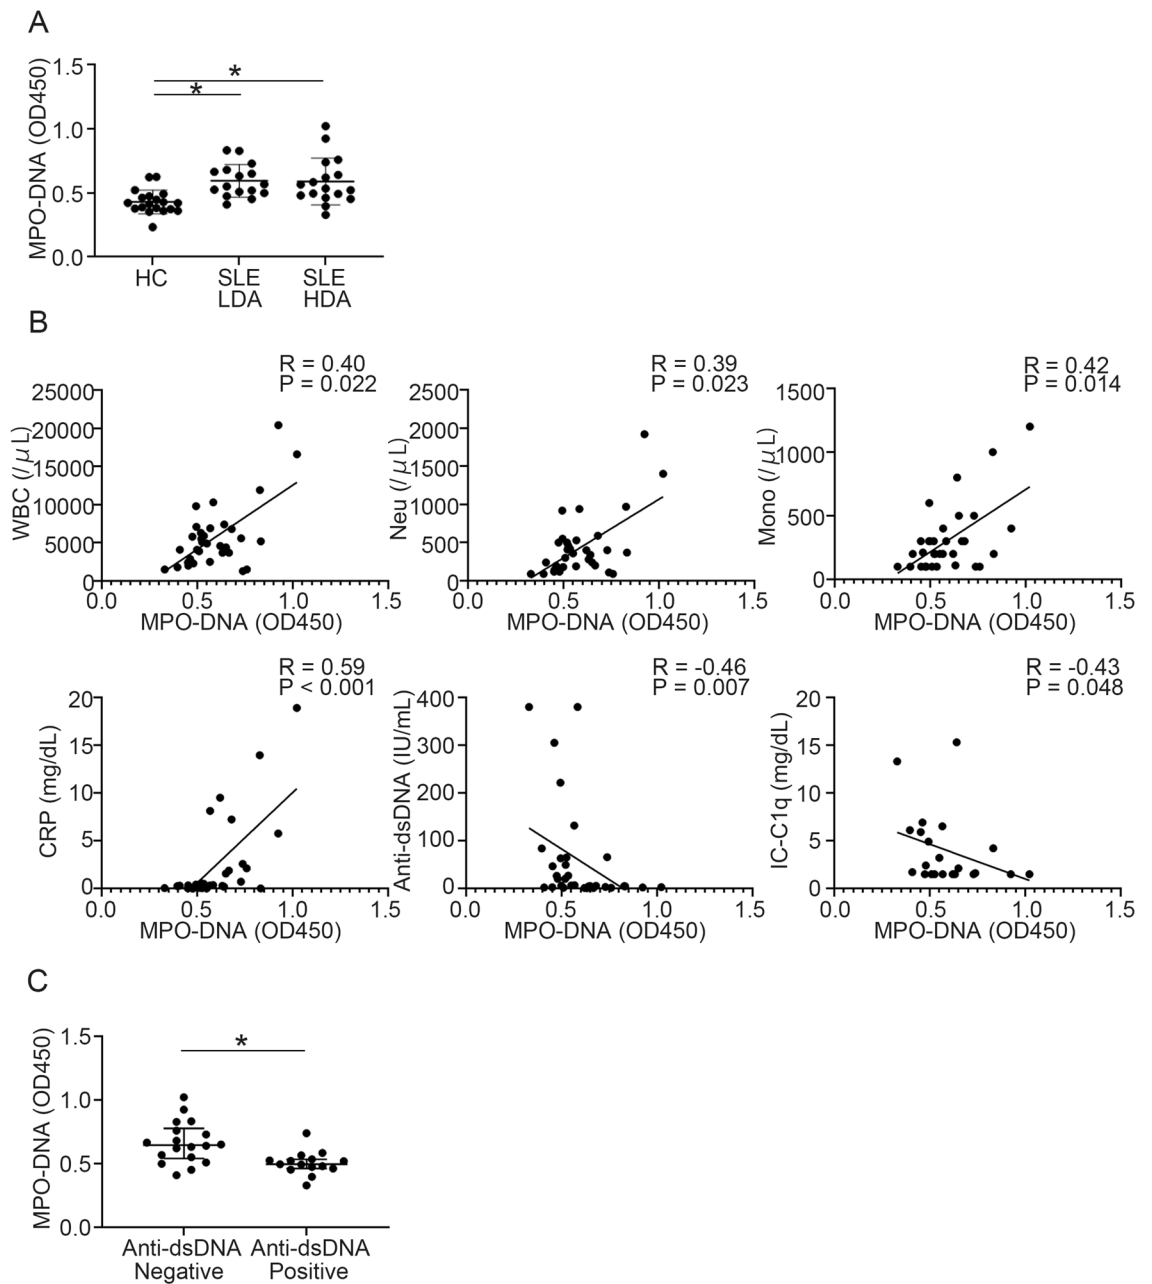 A
MPO-DNA (OD450)
1.5
1.0
0.5
0.0
*
*
HC
SLE
LDA
SLE
HDA
B
R = 0.40
P = 0.022
WBC (/μL)
25000
20000
15000
10000
5000
0
0.0 0.5 1.0 1.5
MPO-DNA (OD450)
R = 0.39
P = 0.023
Neu (/μL)
2500
2000
1500
1000
500
0
0.0 0.5 1.0 1.5
MPO-DNA (OD450)
R = 0.42
P = 0.014
Mono (/μL)
1500
1000
500
0
0.0 0.5 1.0 1.5
MPO-DNA (OD450)
R = 0.59
P < 0.001
CRP (mg/dL)
20
15
10
5
0
0.0 0.5 1.0 1.5
MPO-DNA (OD450)
R = -0.46
P = 0.007
Anti-dsDNA (IU/mL)
400
300
200
100
0
0.0 0.5 1.0 1.5
MPO-DNA (OD450)
R = -0.43
P = 0.048
IC-C1q (mg/dL)
20
15
10
5
0
0.0 0.5 1.0 1.5
MPO-DNA (OD450)
C
MPO-DNA (OD450)
1.5
1.0
0.5
0.0
*
Anti-dsDNA
Negative
Anti-dsDNA
Positive